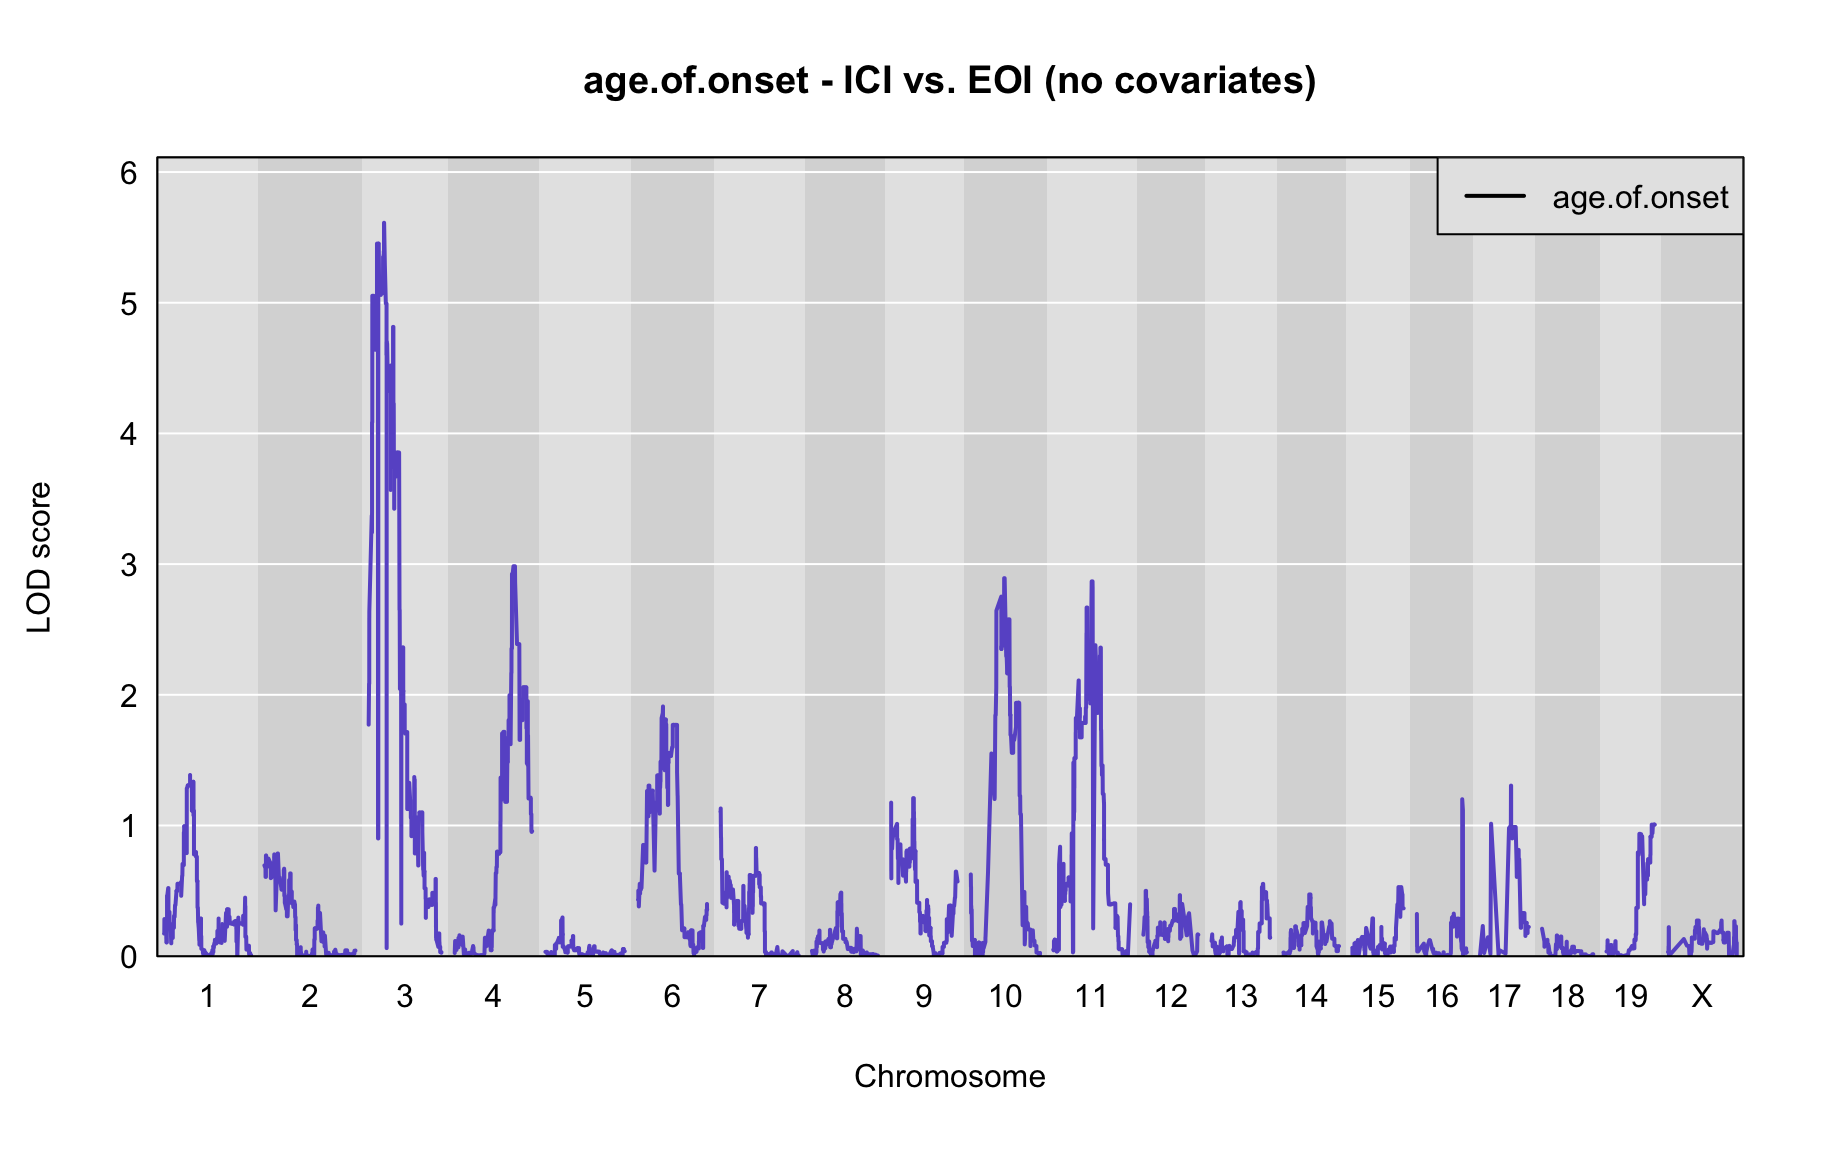 age.of.onset - ICI vs. EOI (no covariates)
age.of.onset
6
5
4
3
2
1
0
LOD score
1 2 3 4 5 6 7 8 9 10 11 12 13 14 15 16 17 18 19 X
Chromosome